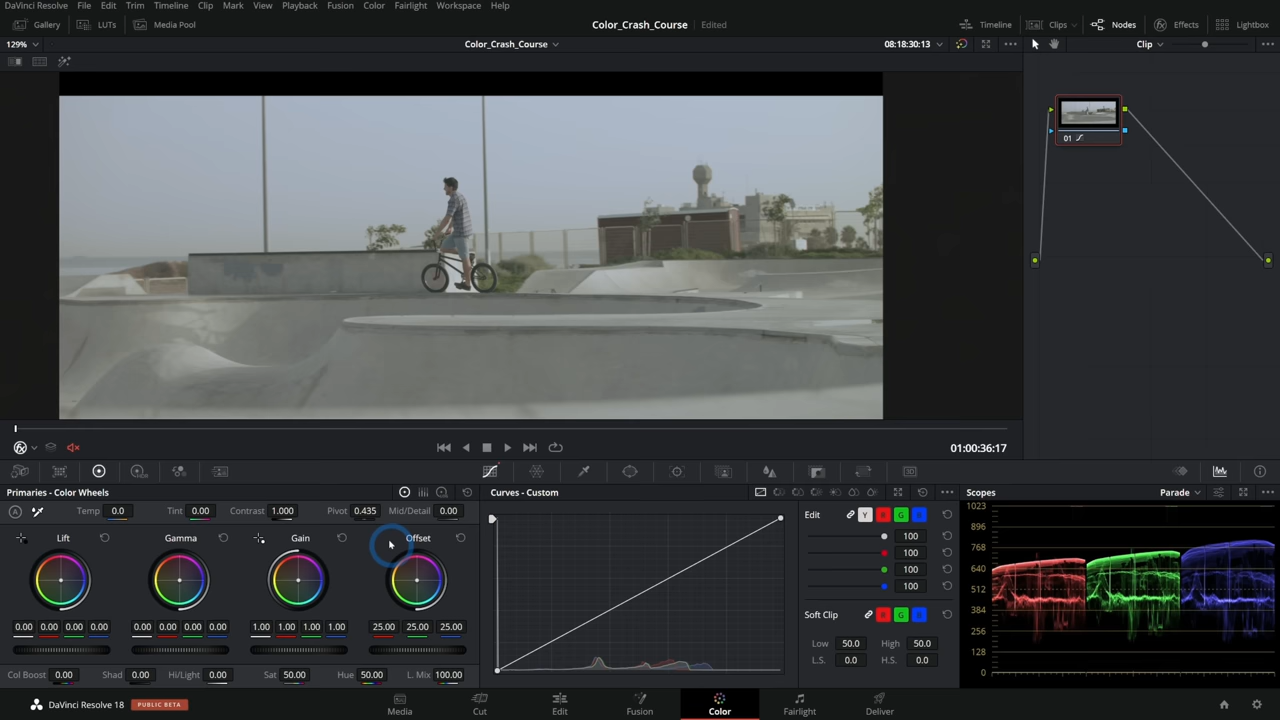 DaVinci Resolve File Edit Trim Timeline Clip Mark View Playback Fusion Color Fairlight Workspace Help
Gallery LUTs Media Pool Color_Crash_Course Edited Timeline Clips Nodes Effects Lightbox
129% Color_Crash_Course 08:18:30:13 Clip
01
01:00:36:17
Primaries - Color Wheels Curves - Custom Scopes Parade
Temp 0.0 Tint 0.00 Contrast 1.000 Pivot 0.435 Mid/Detail 0.00
Edit Y R G B
Lift Gamma Gain Offset
100
100
100
100
Soft Clip R G B
0.00 0.00 0.00 0.00 0.00 0.00 0.00 0.00 1.00 1.00 1.00 1.00 25.00 25.00 25.00
Low 50.0 High 50.0
L.S. 0.0 H.S. 0.0
Col Boost 0.00 Shad 0.00 Hi/Light 0.00 Sat 50.00 Hue 50.00 L. Mix 100.00
1023
896
768
640
512
384
256
128
0
DaVinci Resolve 18 PUBLIC BETA Media Cut Edit Fusion Color Fairlight Deliver